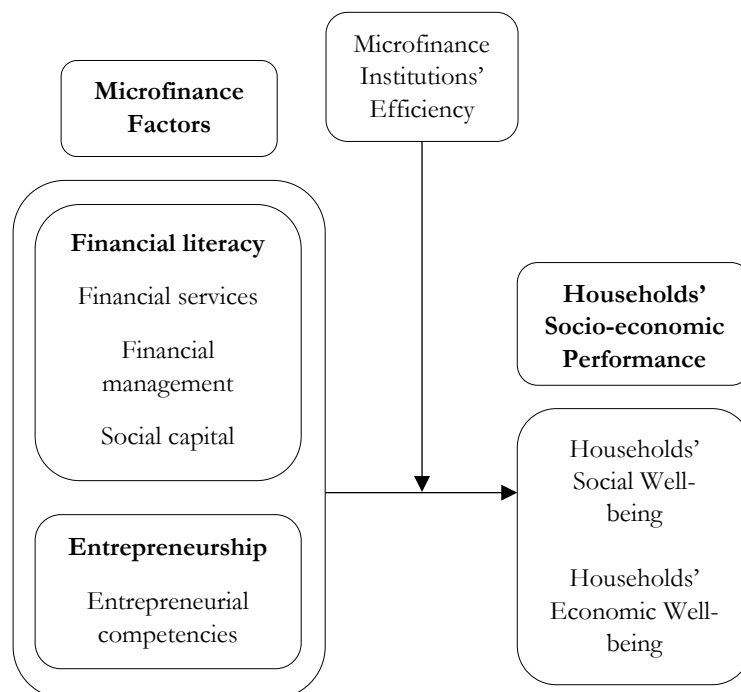 Microfinance
Institutions’
Efficiency
Microfinance
Factors
Financial literacy
Financial services
Financial
management
Social capital
Entrepreneurship
Entrepreneurial
competencies
Households’
Socio-economic
Performance
Households’
Social Well-
being
Households’
Economic Well-
being